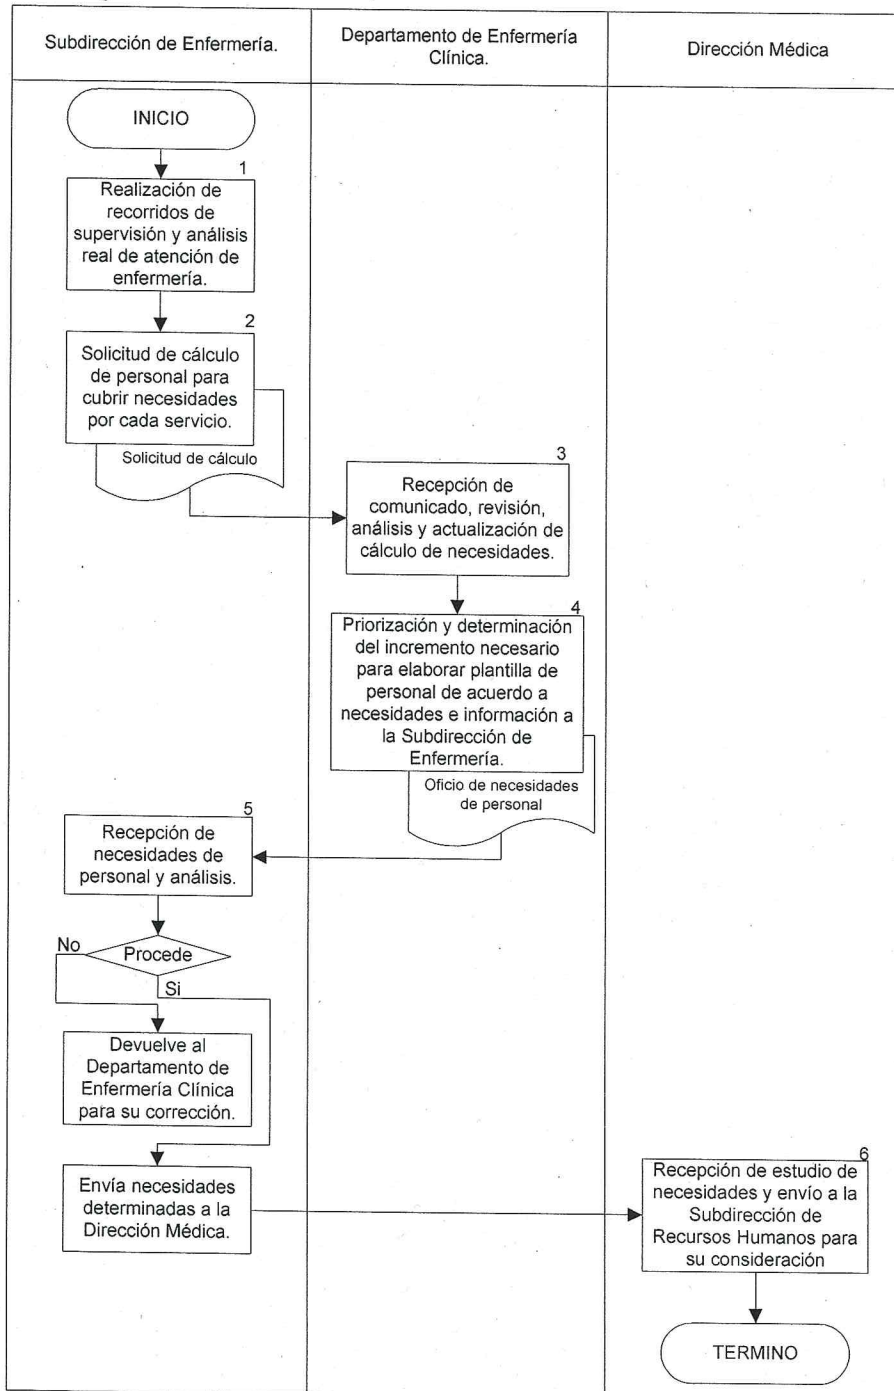 Subdirección de Enfermería.
Departamento de Enfermería
Clínica.
Dirección Médica
INICIO
1
Realización de
recorridos de
supervisión y análisis
real de atención de
enfermería.
2
Solicitud de cálculo
de personal para
cubrir necesidades
por cada servicio.
Solicitud de cálculo
3
Recepción de
comunicado, revisión,
análisis y actualización de
cálculo de necesidades.
4
Priorización y determinación
del incremento necesario
para elaborar plantilla de
personal de acuerdo a
necesidades e información a
la Subdirección de
Enfermería.
Oficio de necesidades
de personal
5
Recepción de
necesidades de
personal y análisis.
No
Procede
Si
Devuelve al
Departamento de
Enfermería Clínica
para su corrección.
Envía necesidades
determinadas a la
Dirección Médica.
6
Recepción de estudio de
necesidades y envío a la
Subdirección de
Recursos Humanos para
su consideración
TERMINO